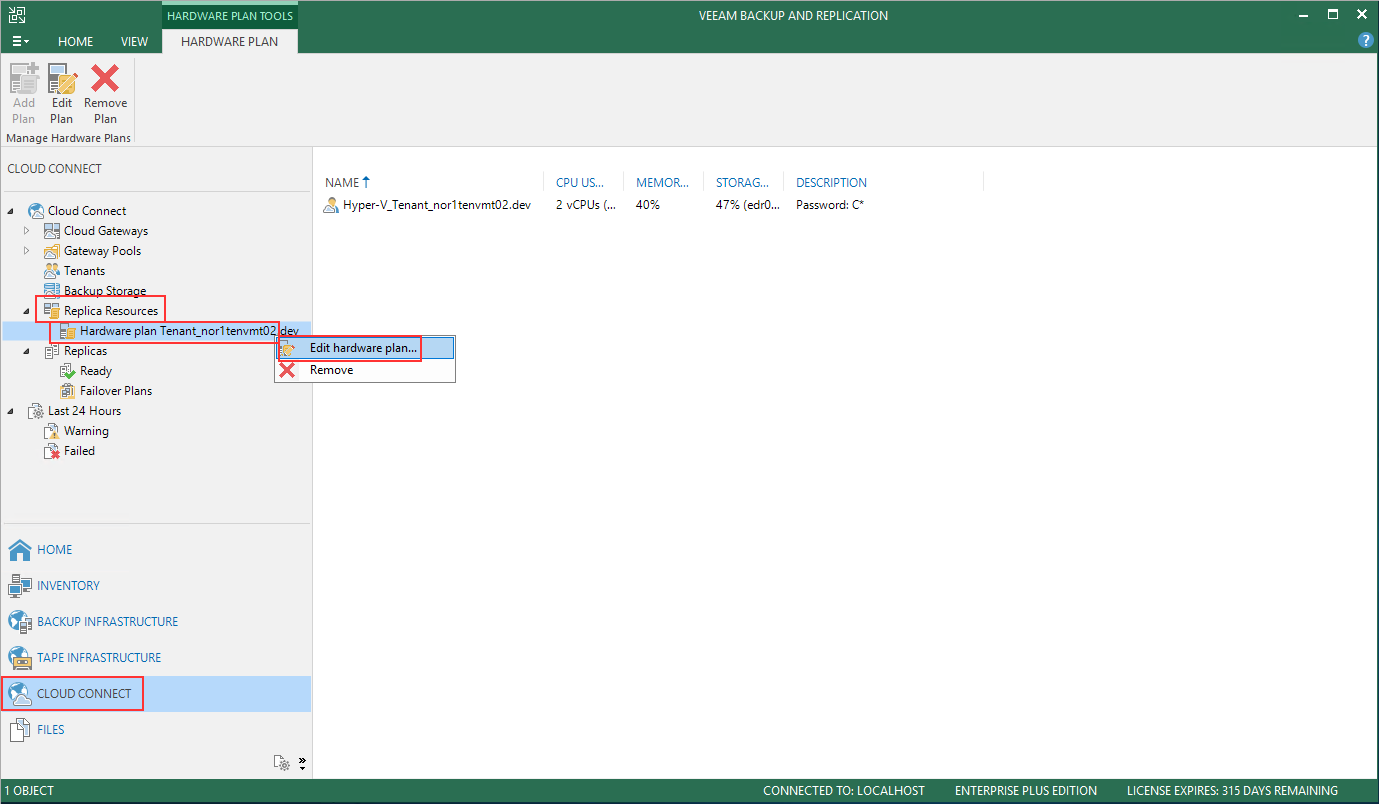 HARDWARE PLAN TOOLS
VEEAM BACKUP AND REPLICATION
HOME
VIEW
HARDWARE PLAN
?
Add
Plan
Edit
Plan
Remove
Plan
Manage Hardware Plans
CLOUD CONNECT
Cloud Connect
Cloud Gateways
Gateway Pools
Tenants
Backup Storage
Replica Resources
Hardware plan Tenant_nor1tenvmt02.dev
Replicas
Ready
Failover Plans
Last 24 Hours
Warning
Failed
Edit hardware plan...
Remove
NAME
CPU US...
MEMOR...
STORAG...
DESCRIPTION
Hyper-V_Tenant_nor1tenvmt02.dev
2 vCPUs (...
40%
47% (edr0...
Password: C*
HOME
INVENTORY
BACKUP INFRASTRUCTURE
TAPE INFRASTRUCTURE
CLOUD CONNECT
FILES
1 OBJECT
CONNECTED TO: LOCALHOST
ENTERPRISE PLUS EDITION
LICENSE EXPIRES: 315 DAYS REMAINING